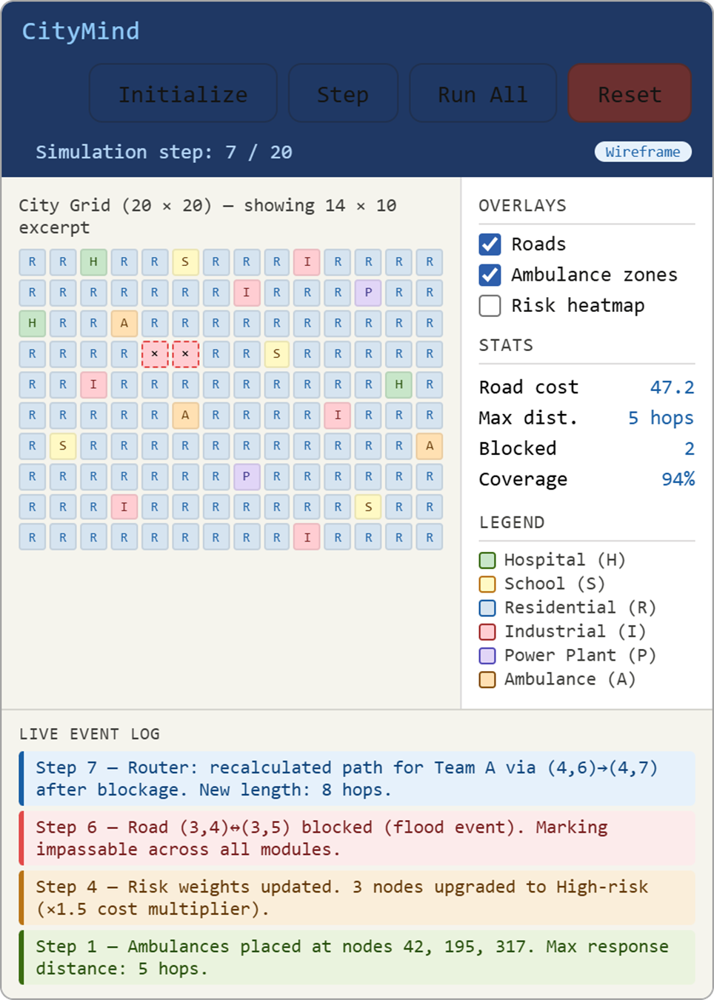 CityMind
Initialize Step Run All Reset
Simulation step: 7 / 20 Wireframe
City Grid (20 × 20) — showing 14 × 10
excerpt
R R H R R S R R R I R R R R
R R R R R R R I R R R P R R
H R R A R R R R R R R R R R
R R R R × × R R S R R R R R
R R I R R R R R R R R R H R
R R R R R A R R R R I R R R
R S R R R R R R R R R R R A
R R R R R R R P R R R R R R
R R R I R R R R R R R S R R
R R R R R R R R R I R R R R
OVERLAYS
Roads
Ambulance zones
Risk heatmap
STATS
Road cost 47.2
Max dist. 5 hops
Blocked 2
Coverage 94%
LEGEND
Hospital (H)
School (S)
Residential (R)
Industrial (I)
Power Plant (P)
Ambulance (A)
LIVE EVENT LOG
Step 7 — Router: recalculated path for Team A via (4,6)→(4,7)
after blockage. New length: 8 hops.
Step 6 — Road (3,4)↔(3,5) blocked (flood event). Marking
impassable across all modules.
Step 4 — Risk weights updated. 3 nodes upgraded to High-risk
(×1.5 cost multiplier).
Step 1 — Ambulances placed at nodes 42, 195, 317. Max response
distance: 5 hops.